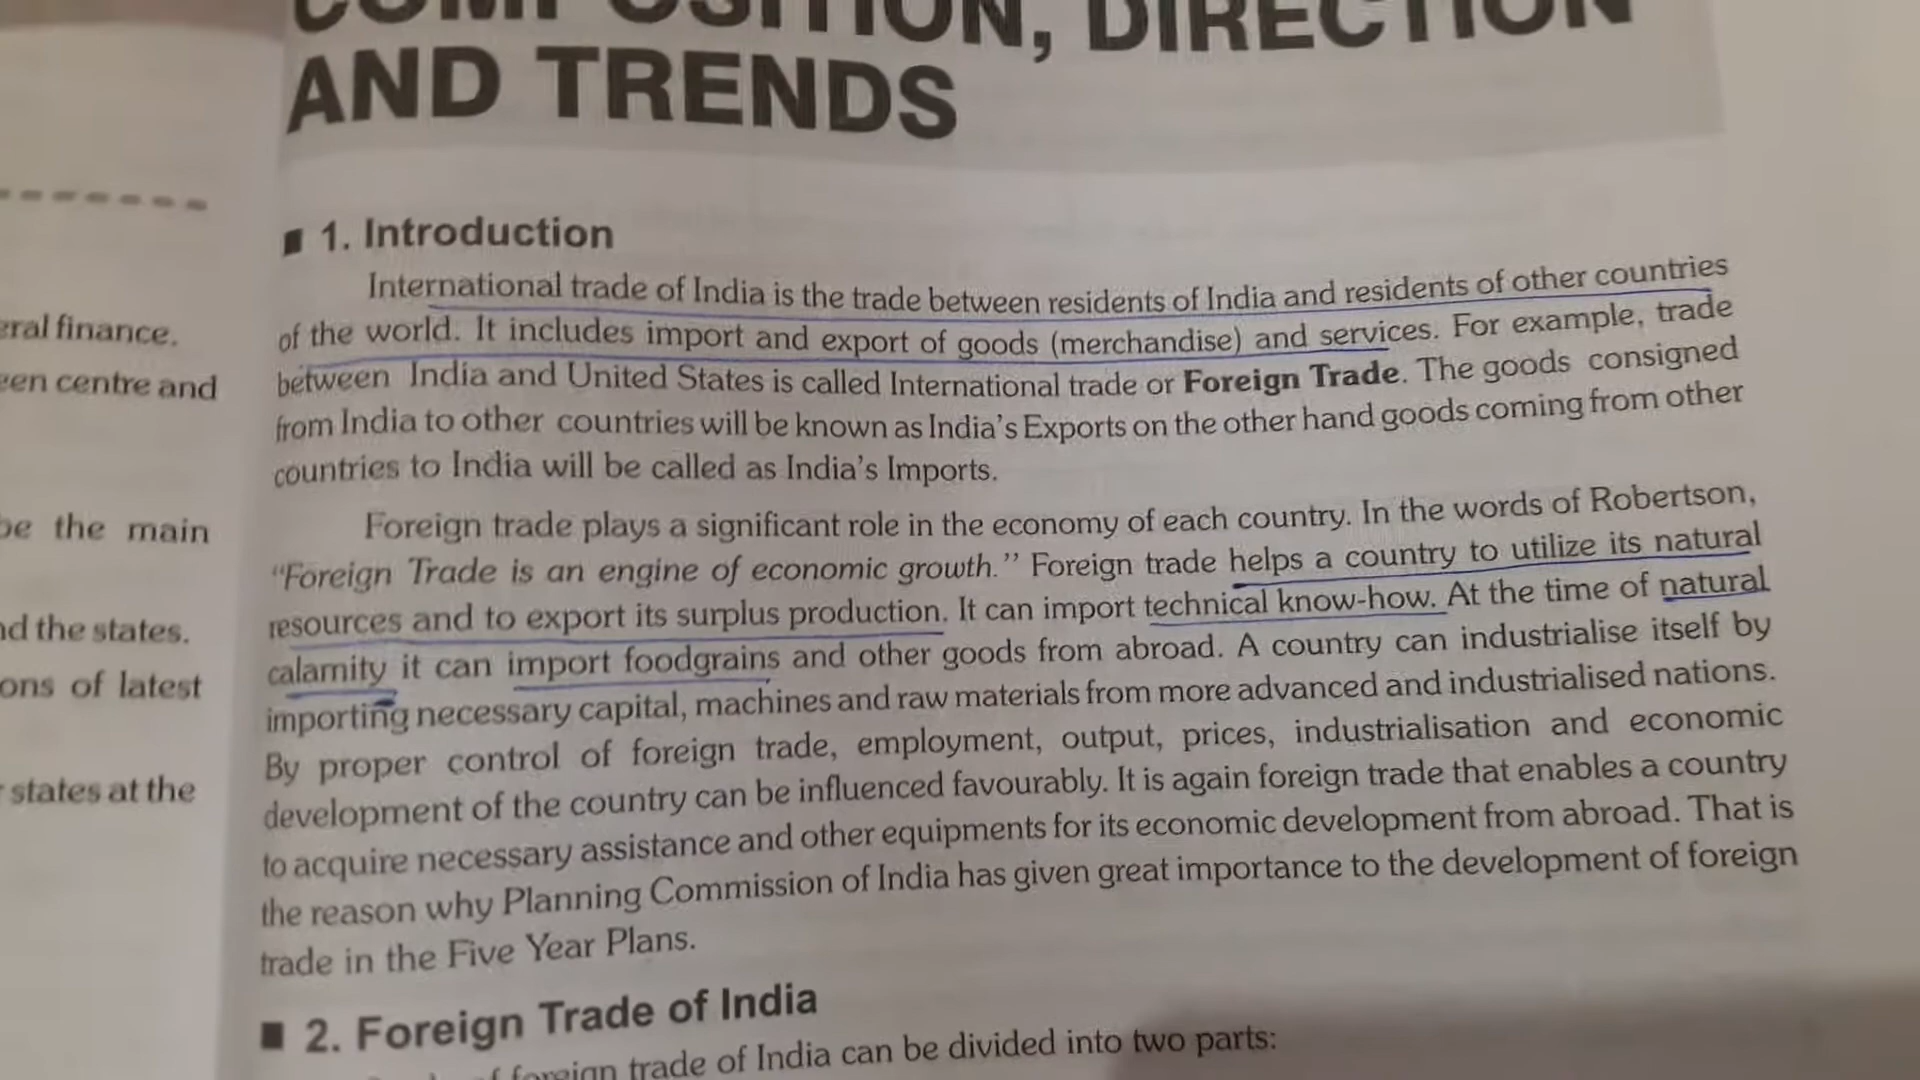 COMPOSITION, DIRECTION
AND TRENDS
eral finance.
een centre and
be the main
nd the states.
ons of latest
states at the
1. Introduction
International trade of India is the trade between residents of India and residents of other countries
of the world. It includes import and export of goods (merchandise) and services. For example, trade
between India and United States is called International trade or Foreign Trade. The goods consigned
from India to other countries will be known as India's Exports on the other hand goods coming from other
countries to India will be called as India's Imports.
Foreign trade plays a significant role in the economy of each country. In the words of Robertson,
"Foreign Trade is an engine of economic growth." Foreign trade helps a country to utilize its natural
resources and to export its surplus production. It can import technical know-how. At the time of natural
calamity it can import foodgrains and other goods from abroad. A country can industrialise itself by
importing necessary capital, machines and raw materials from more advanced and industrialised nations.
By proper control of foreign trade, employment, output, prices, industrialisation and economic
development of the country can be influenced favourably. It is again foreign trade that enables a country
to acquire necessary assistance and other equipments for its economic development from abroad. That is
the reason why Planning Commission of India has given great importance to the development of foreign
trade in the Five Year Plans.
2. Foreign Trade of India
of foreign trade of India can be divided into two parts: